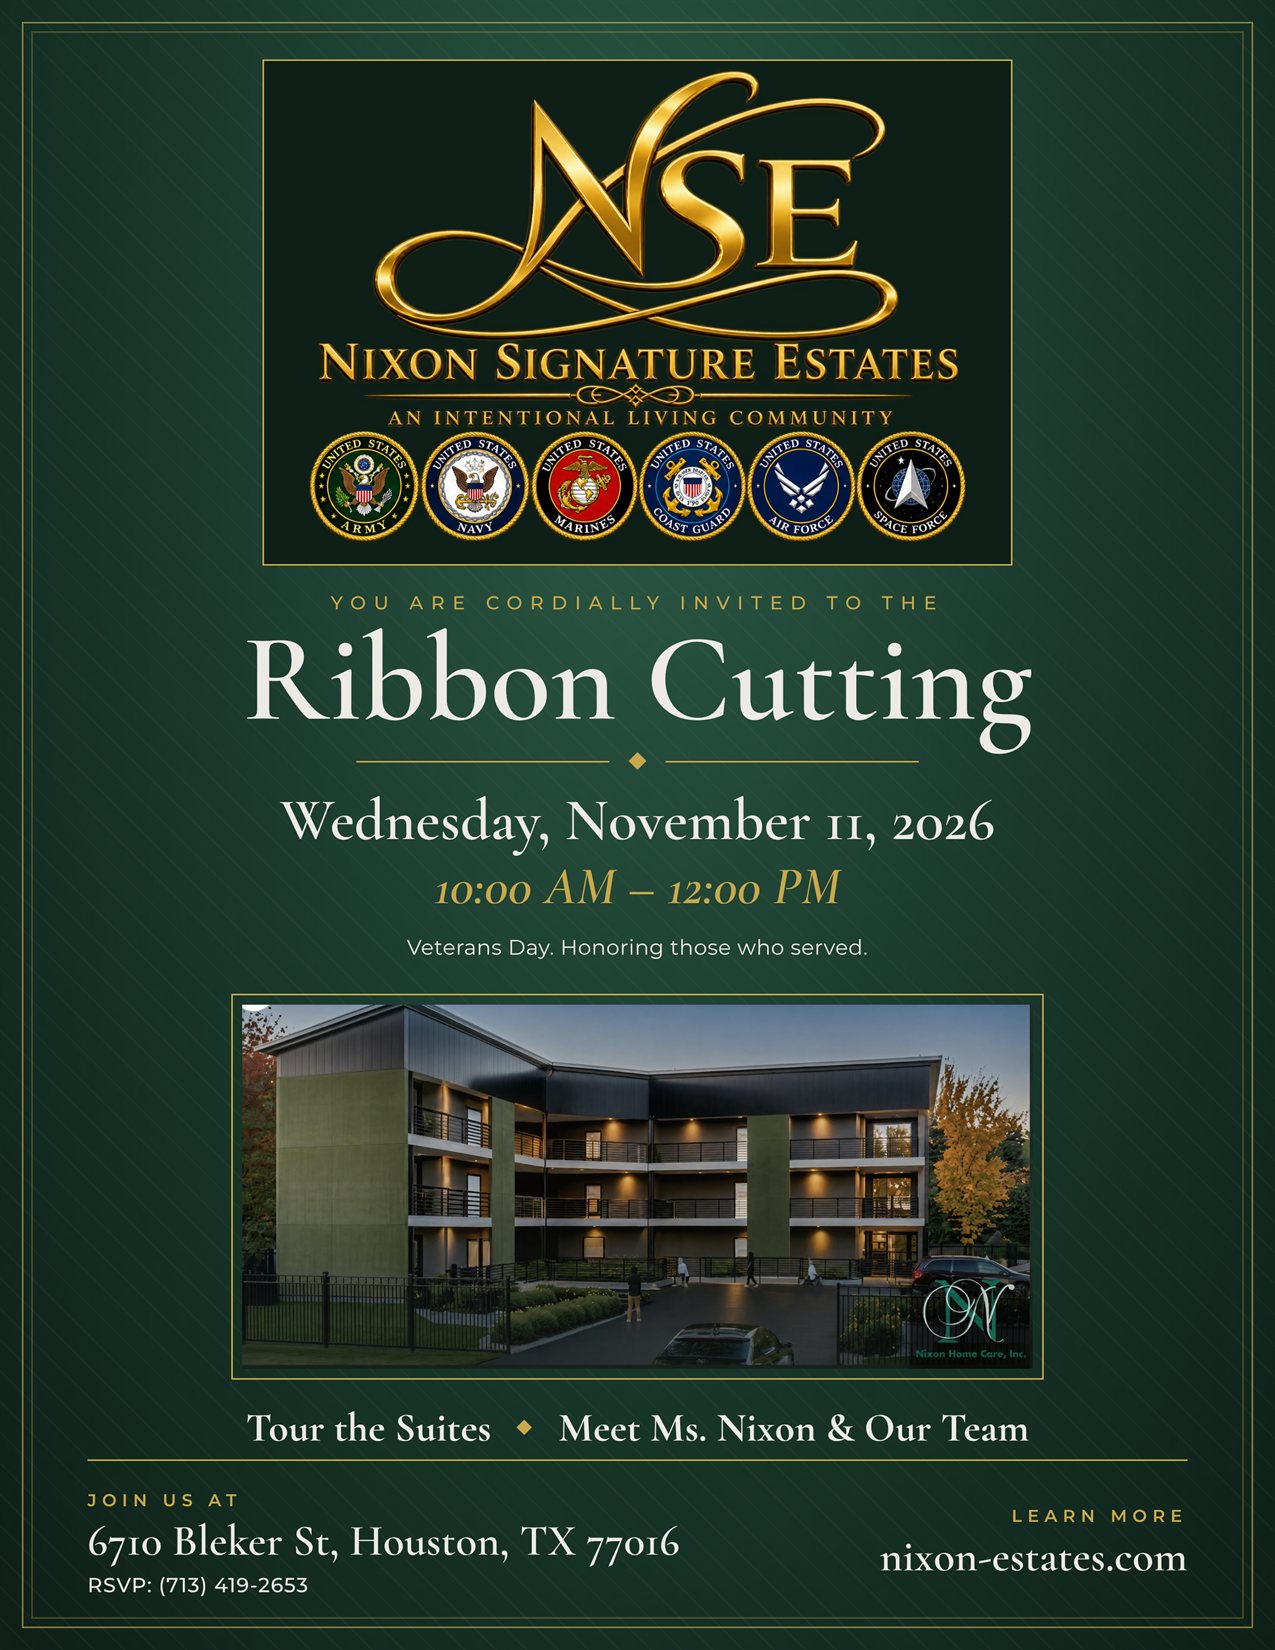 NSE
NIXON SIGNATURE ESTATES
AN INTENTIONAL LIVING COMMUNITY
UNITED STATES ARMY
UNITED STATES NAVY
UNITED STATES MARINES
UNITED STATES COAST GUARD
UNITED STATES AIR FORCE
UNITED STATES SPACE FORCE
YOU ARE CORDIALLY INVITED TO THE
Ribbon Cutting
Wednesday, November 11, 2026
10:00 AM – 12:00 PM
Veterans Day. Honoring those who served.
N
Nixon Home Care, Inc.
Tour the Suites ◆ Meet Ms. Nixon & Our Team
JOIN US AT
6710 Bleker St, Houston, TX 77016
RSVP: (713) 419-2653
LEARN MORE
nixon-estates.com